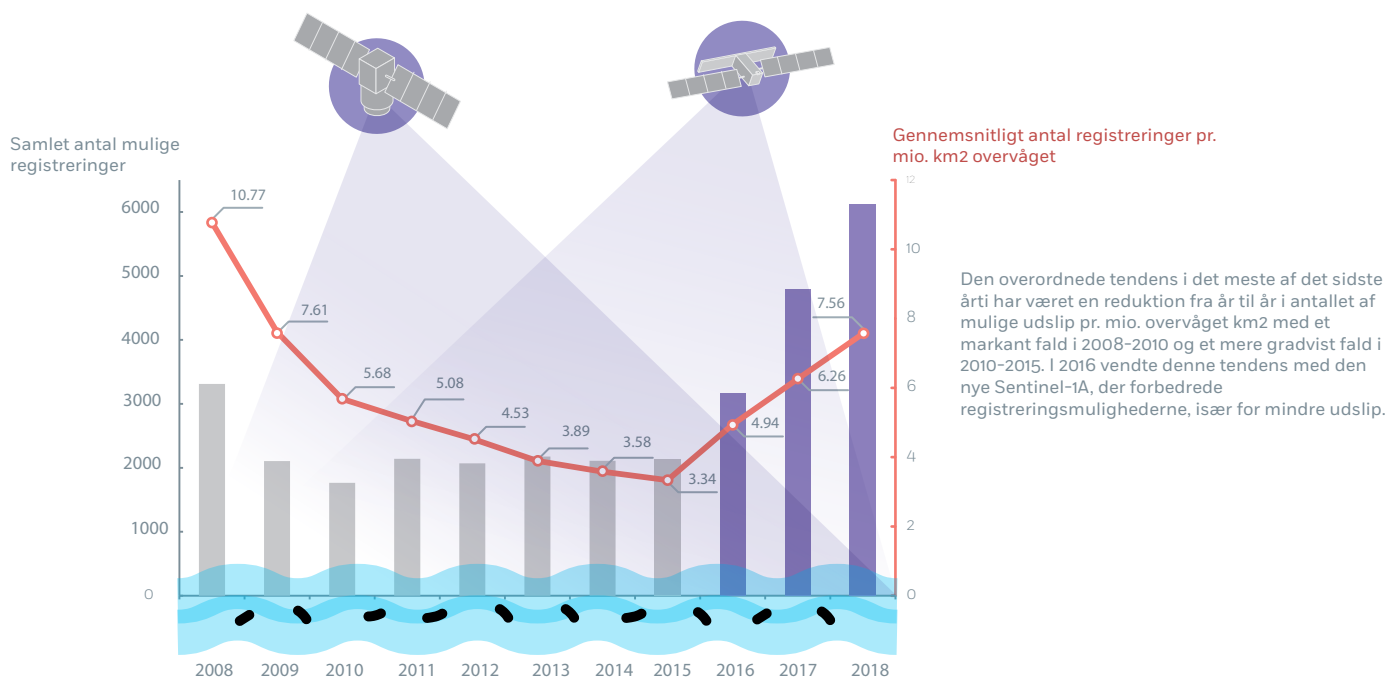 Samlet antal mulige
registreringer
Gennemsnitligt antal registreringer pr.
mio. km2 overvåget
6000
5000
4000
3000
2000
1000
0
12
10
8
6
4
2
0
10.77
7.61
5.68
5.08
4.53
3.89
3.58
3.34
4.94
6.26
7.56
Den overordnede tendens i det meste af det sidste
årti har været en reduktion fra år til år i antallet af
mulige udslip pr. mio. overvåget km2 med et
markant fald i 2008-2010 og et mere gradvist fald i
2010-2015. I 2016 vendte denne tendens med den
nye Sentinel-1A, der forbedrede
registreringsmulighederne, især for mindre udslip.
2008 2009 2010 2011 2012 2013 2014 2015 2016 2017 2018